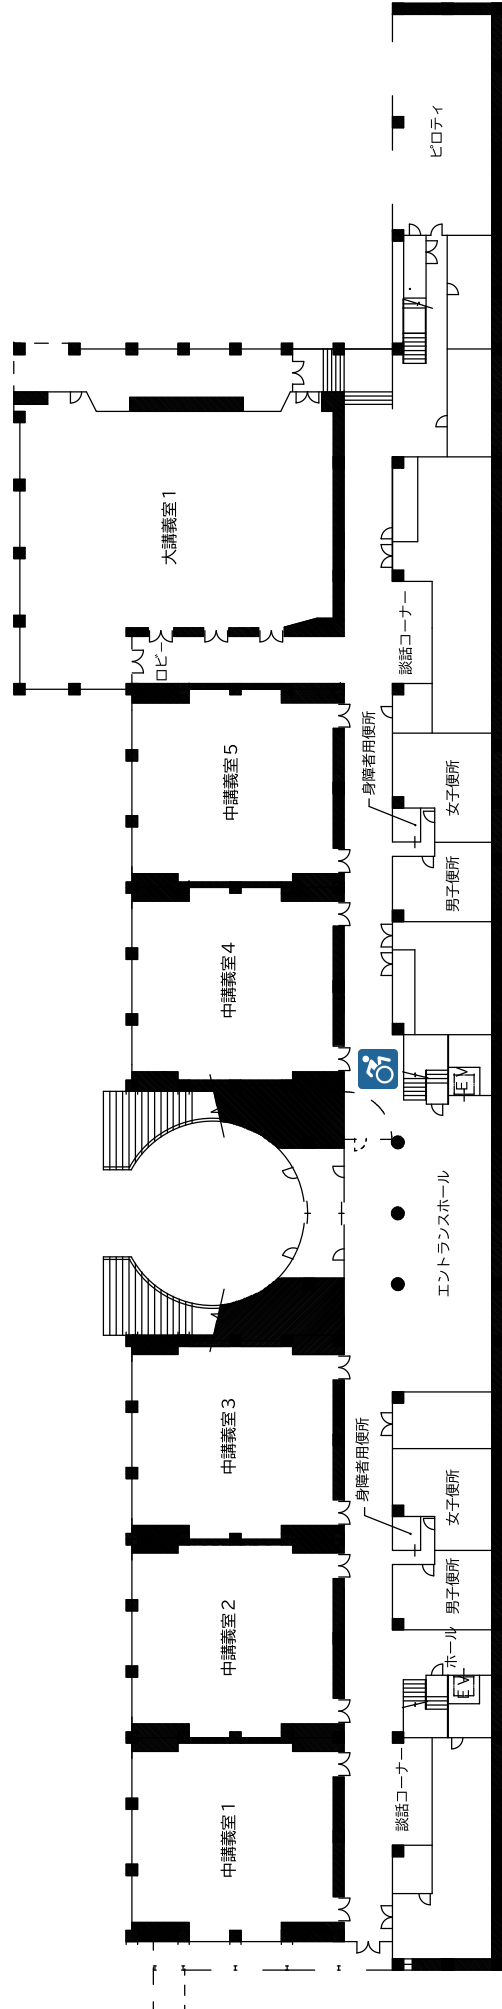 ピロティ
大講義室1
談話コーナー
ロビー
中講義室5
身障者用便所
女子便所
男子便所
中講義室4
EV
エントランスホール
中講義室3
身障者用便所
女子便所
男子便所
中講義室2
ホール
EV
中講義室1
談話コーナー